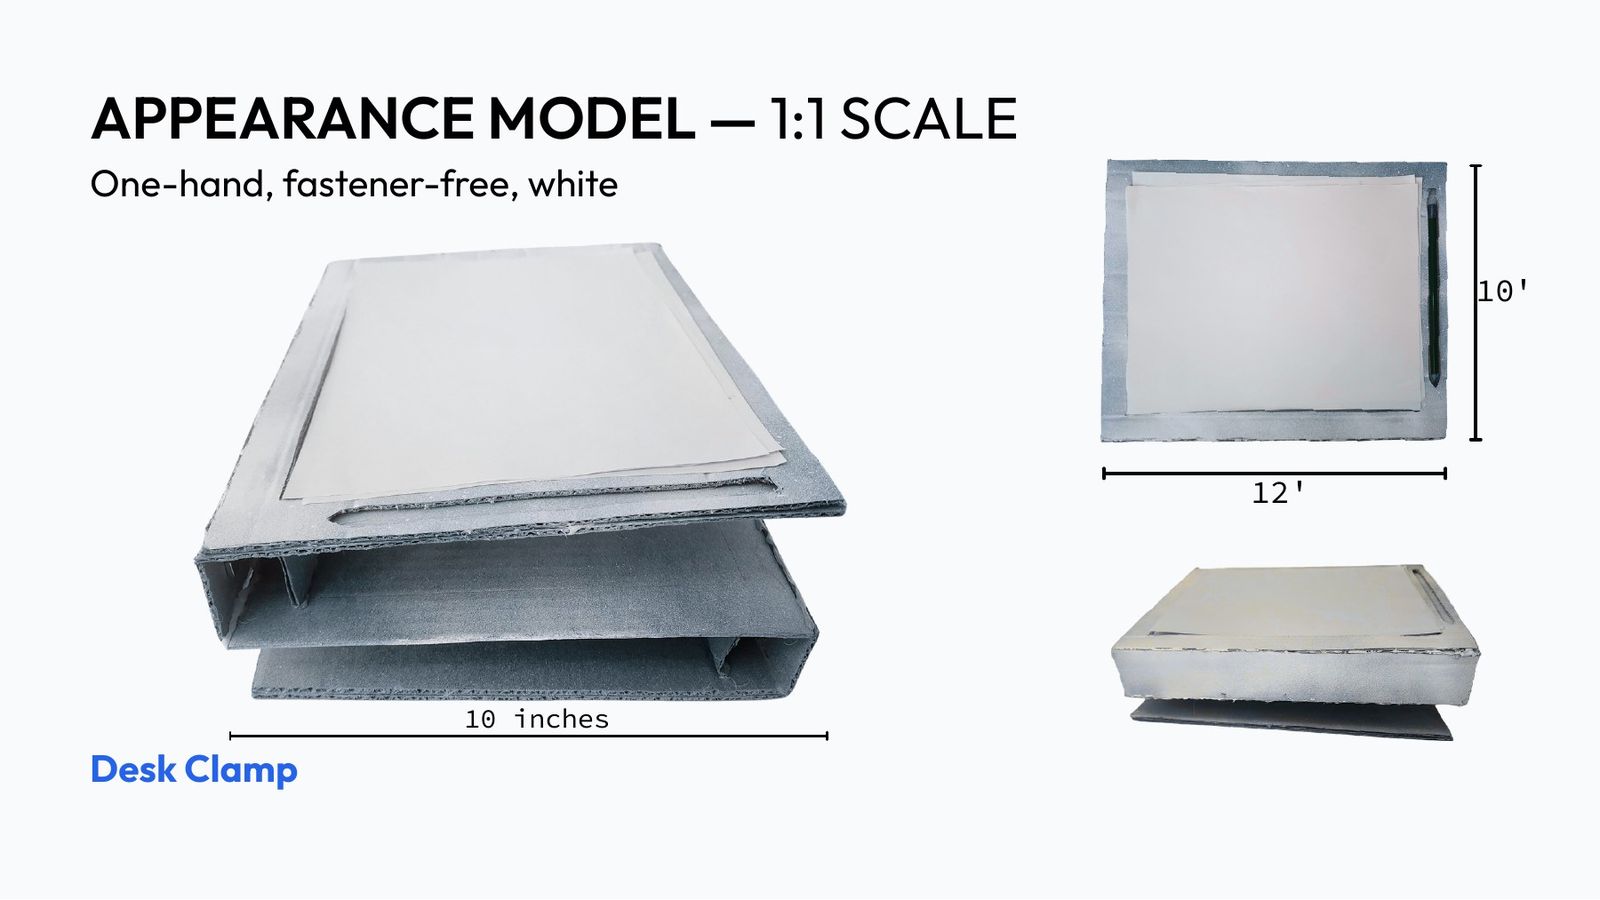 APPEARANCE MODEL — 1:1 SCALE
One-hand, fastener-free, white
10'
12'
10 inches
Desk Clamp